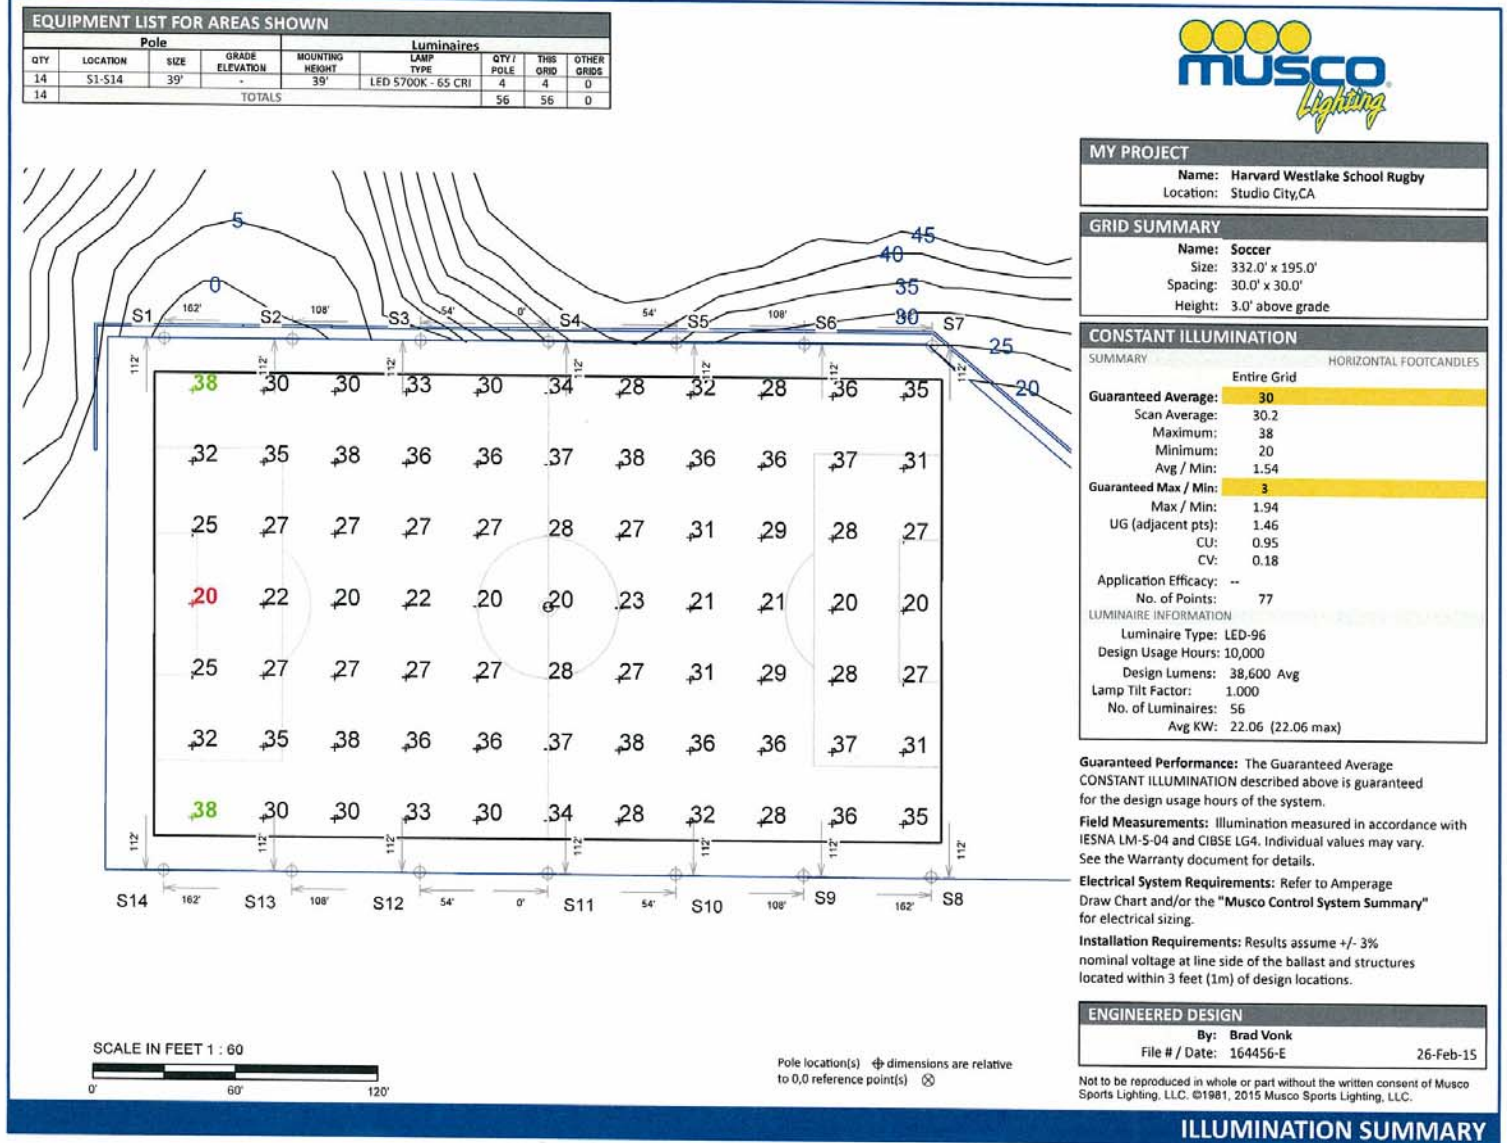 EQUIPMENT LIST FOR AREAS SHOWN
Pole Luminaires
QTY LOCATION SIZE GRADE ELEVATION MOUNTING HEIGHT LAMP TYPE QTY / POLE THIS GRID OTHER GRIDS
14 S1-S14 39' - 39' LED 5700K - 65 CRI 4 4 0
14 TOTALS 56 56 0
musco
Lighting
MY PROJECT
Name: Harvard Westlake School Rugby
Location: Studio City,CA
GRID SUMMARY
Name: Soccer
Size: 332.0' x 195.0'
Spacing: 30.0' x 30.0'
Height: 3.0' above grade
CONSTANT ILLUMINATION
SUMMARY HORIZONTAL FOOTCANDLES
Entire Grid
Guaranteed Average: 30
Scan Average: 30.2
Maximum: 38
Minimum: 20
Avg / Min: 1.54
Guaranteed Max / Min: 3
Max / Min: 1.94
UG (adjacent pts): 1.46
CU: 0.95
CV: 0.18
Application Efficacy: --
No. of Points: 77
LUMINAIRE INFORMATION
Luminaire Type: LED-96
Design Usage Hours: 10,000
Design Lumens: 38,600 Avg
Lamp Tilt Factor: 1.000
No. of Luminaires: 56
Avg KW: 22.06 (22.06 max)
Guaranteed Performance: The Guaranteed Average
CONSTANT ILLUMINATION described above is guaranteed
for the design usage hours of the system.
Field Measurements: Illumination measured in accordance with
IESNA LM-5-04 and CIBSE LG4. Individual values may vary.
See the Warranty document for details.
Electrical System Requirements: Refer to Amperage
Draw Chart and/or the "Musco Control System Summary"
for electrical sizing.
Installation Requirements: Results assume +/- 3%
nominal voltage at line side of the ballast and structures
located within 3 feet (1m) of design locations.
ENGINEERED DESIGN
By: Brad Vonk
File # / Date: 164456-E 26-Feb-15
Not to be reproduced in whole or part without the written consent of Musco
Sports Lighting, LLC. ©1981, 2015 Musco Sports Lighting, LLC.
5
0
45
40
35
30
25
20
S1 162' S2 108' S3 54' 0' S4 54' S5 108' S6 S7
112' 112' 112' 112' 112' 112' 112'
38 30 30 33 30 34 28 32 28 36 35
32 35 38 36 36 37 38 36 36 37 31
25 27 27 27 27 28 27 31 29 28 27
20 22 20 22 20 20 23 21 21 20 20
25 27 27 27 27 28 27 31 29 28 27
32 35 38 36 36 37 38 36 36 37 31
38 30 30 33 30 34 28 32 28 36 35
112' 112' 112' 112' 112' 112' 112'
S14 162' S13 108' S12 54' 0' S11 54' S10 108' S9 162' S8
SCALE IN FEET 1 : 60
0' 60' 120'
Pole location(s) dimensions are relative
to 0,0 reference point(s)
ILLUMINATION SUMMARY